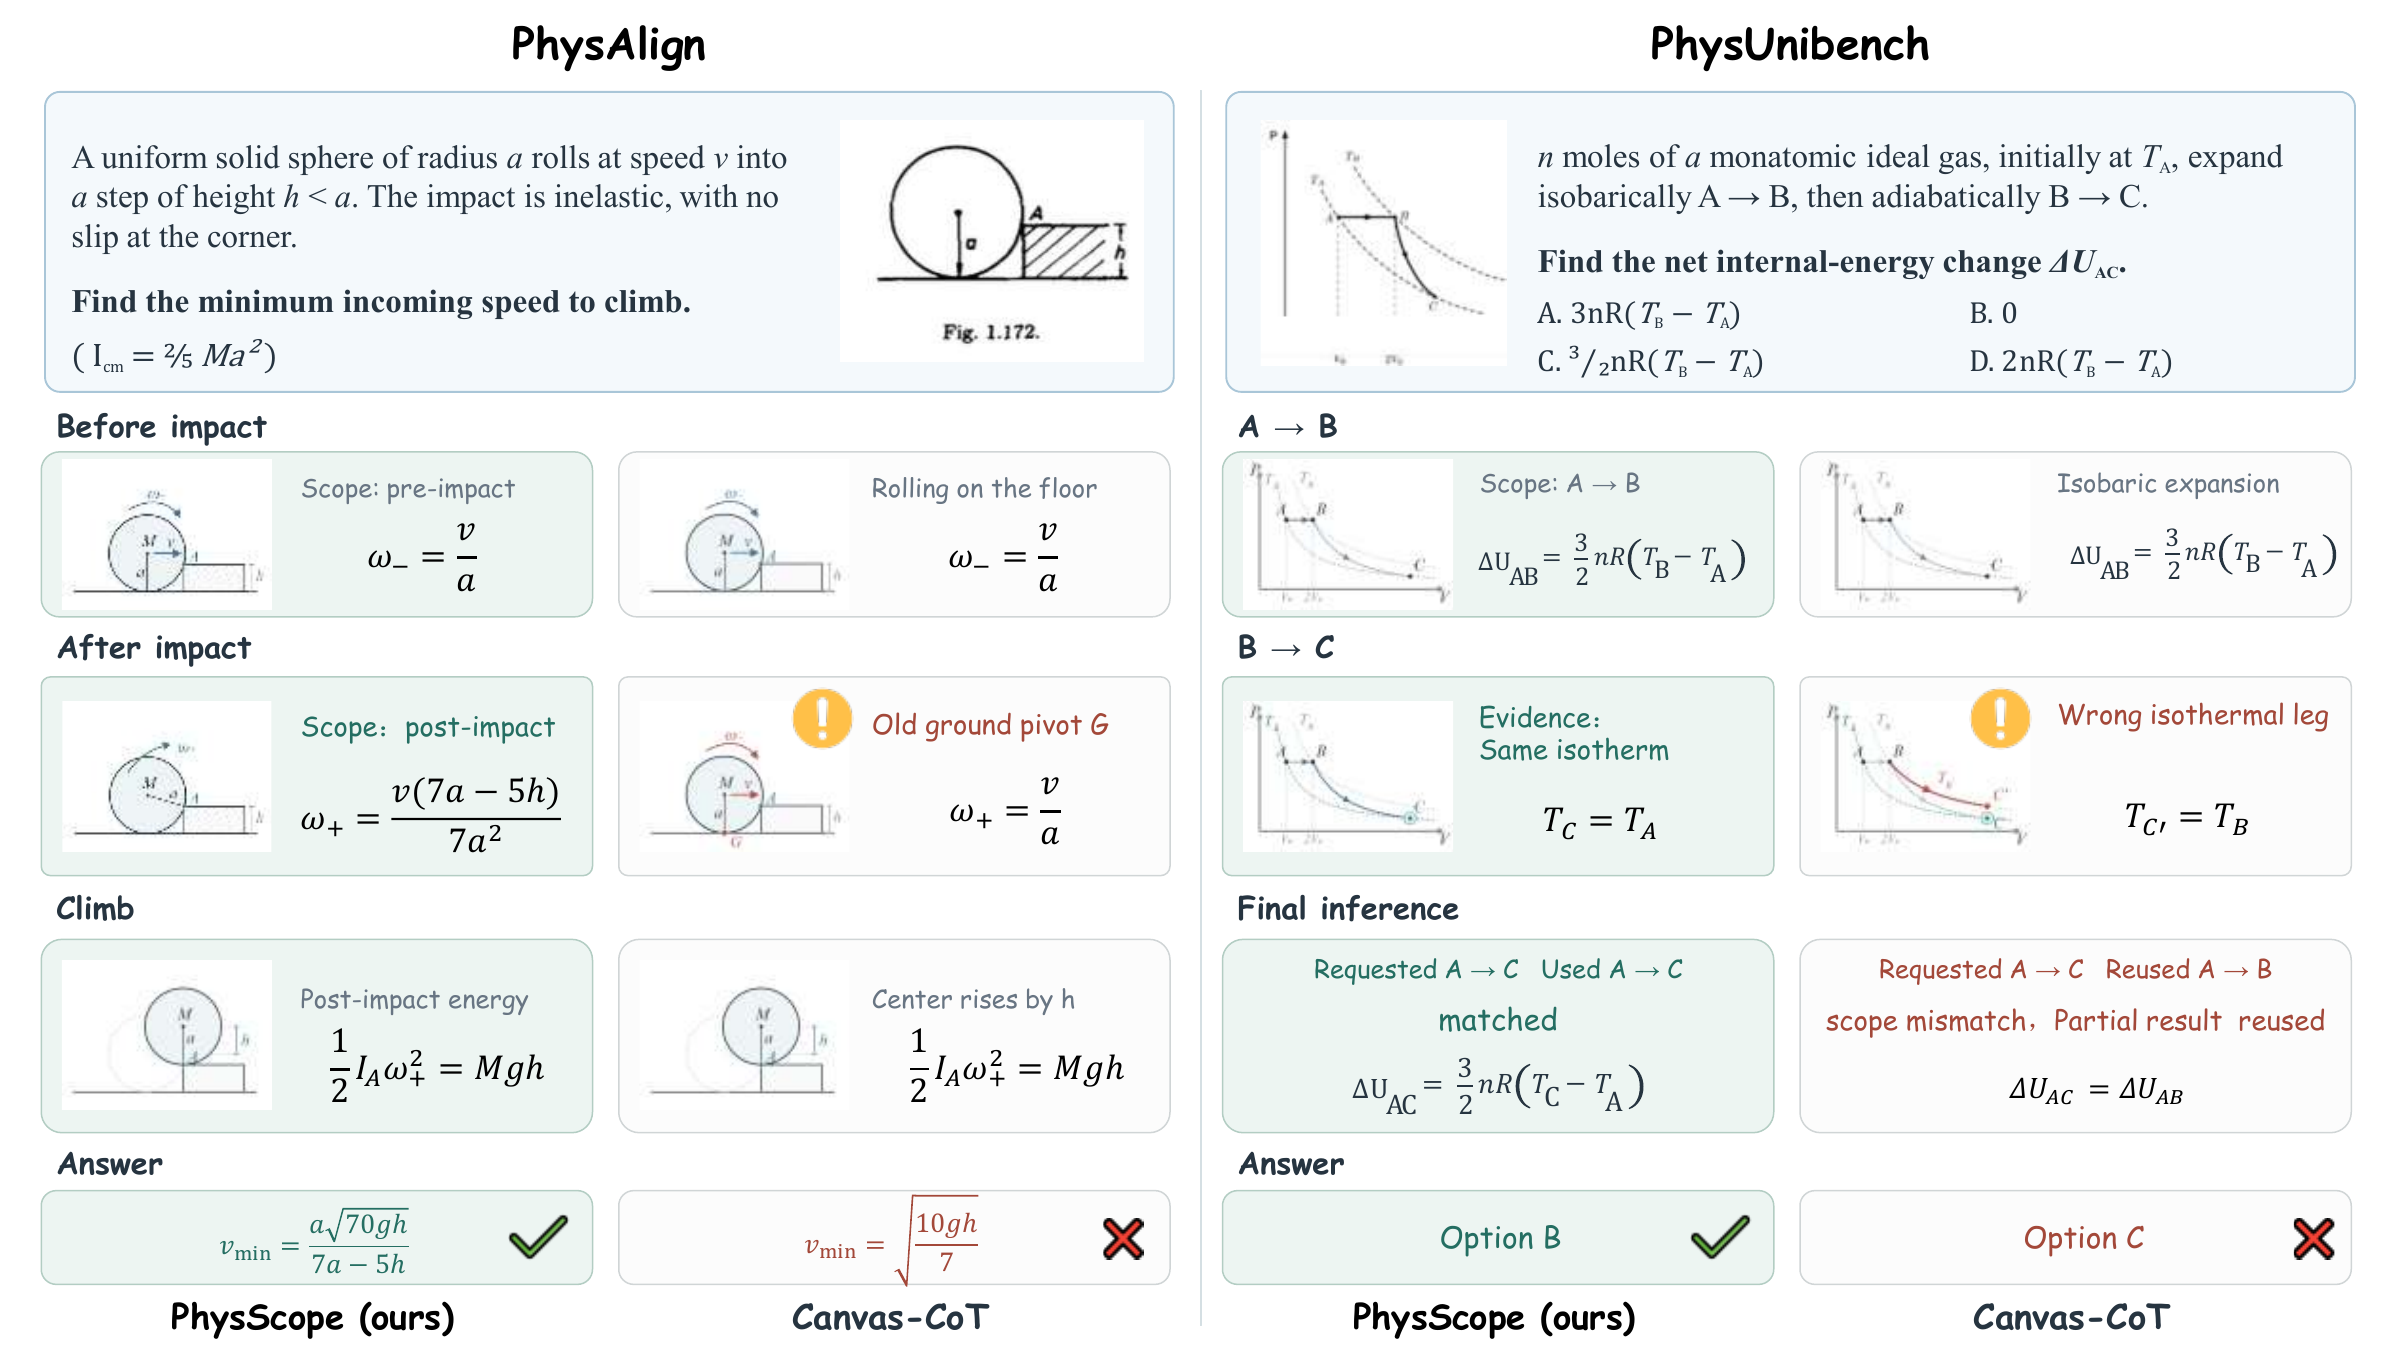 PhysAlign
A uniform solid sphere of radius a rolls at speed v into
a step of height h < a. The impact is inelastic, with no
slip at the corner.
Find the minimum incoming speed to climb.
( I_cm = ⅖ Ma²)
A
a
h
Fig. 1.172.
Before impact
Scope: pre-impact
ω₋ = v/a
M v A
a h
Rolling on the floor
ω₋ = v/a
M v A
a h
After impact
Scope: post-impact
ω₊ = v(7a − 5h)/7a²
M a A
h
Old ground pivot G
ω₊ = v/a
M v A
a h
G
Climb
Post-impact energy
½ I_A ω₊² = Mgh
M
a h
A
Center rises by h
½ I_A ω₊² = Mgh
M
a h
A
Answer
v_min = a√(70gh)/(7a − 5h)
v_min = √(10gh/7)
PhysScope (ours)
Canvas-CoT
PhysUnibench
n moles of a monatomic ideal gas, initially at T_A, expand
isobarically A → B, then adiabatically B → C.
Find the net internal-energy change ΔU_AC.
A. 3nR( T_B − T_A) B. 0
C. ³/₂nR( T_B − T_A) D. 2nR( T_B − T_A)
P
A B
C
A → B
Scope: A → B
ΔU_AB = 3/2 nR(T_B − T_A)
A B
C
V
Isobaric expansion
ΔU_AB = 3/2 nR(T_B − T_A)
A B
C
V
B → C
Evidence:
Same isotherm
T_C = T_A
A B
C
V
Wrong isothermal leg
T_C′ = T_B
A B
C'
V
Final inference
Requested A → C Used A → C
matched
ΔU_AC = 3/2 nR(T_C − T_A)
Requested A → C Reused A → B
scope mismatch, Partial result reused
ΔU_AC = ΔU_AB
Answer
Option B
Option C
PhysScope (ours)
Canvas-CoT